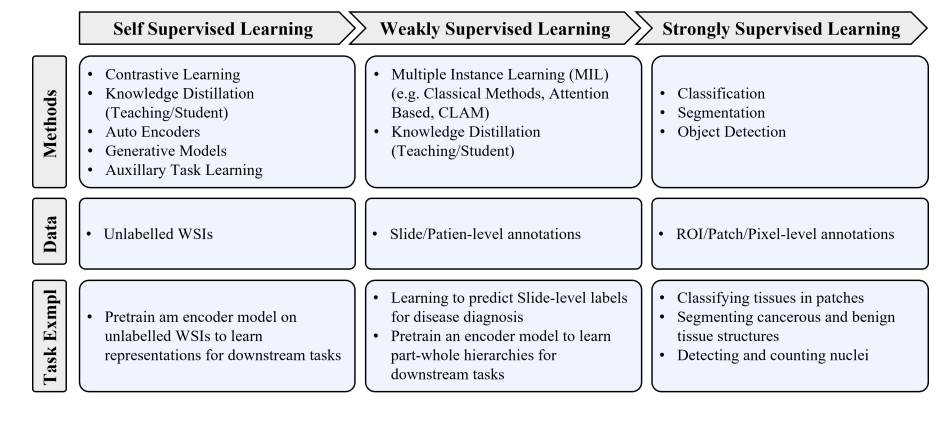 Self Supervised Learning
Weakly Supervised Learning
Strongly Supervised Learning
Methods
• Contrastive Learning
• Knowledge Distillation
(Teaching/Student)
• Auto Encoders
• Generative Models
• Auxillary Task Learning
• Multiple Instance Learning (MIL)
(e.g. Classical Methods, Attention
Based, CLAM)
• Knowledge Distillation
(Teaching/Student)
• Classification
• Segmentation
• Object Detection
Data
• Unlabelled WSIs
• Slide/Patien-level annotations
• ROI/Patch/Pixel-level annotations
Task Exmpl
• Pretrain am encoder model on
unlabelled WSIs to learn
representations for downstream tasks
• Learning to predict Slide-level labels
for disease diagnosis
• Pretrain an encoder model to learn
part-whole hierarchies for
downstream tasks
• Classifying tissues in patches
• Segmenting cancerous and benign
tissue structures
• Detecting and counting nuclei